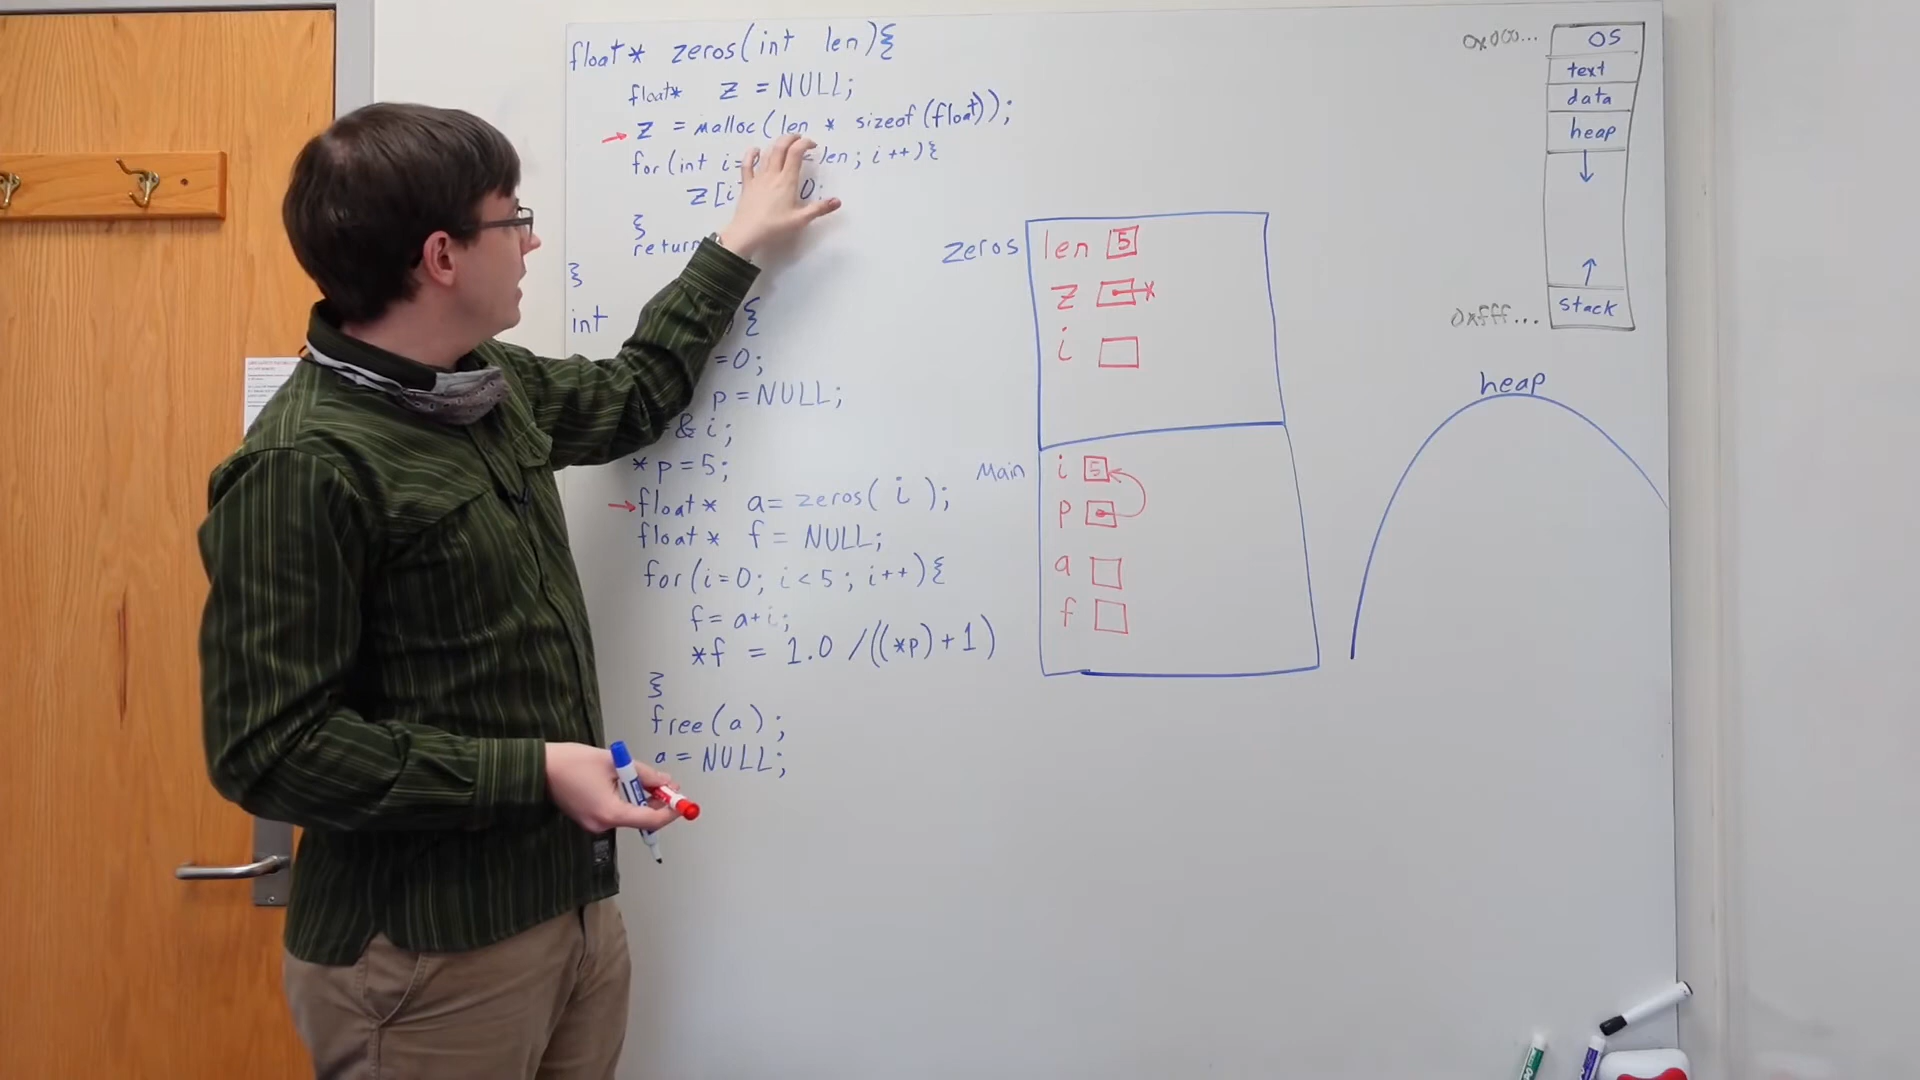 float* zeros(int len){
float* z = NULL;
z = malloc(len * sizeof(float));
for(int i= < len; i++){
z[i 0;
}
return
}
int {
=0;
p = NULL;
= & i;
*p = 5;
float* a = zeros( i );
float* f = NULL;
for(i=0; i<5; i++){
f = a+i;
*f = 1.0 /((*p)+1)
}
free(a);
a = NULL;
zeros
len 5
z
i
Main
i 5
p
a
f
0x000...
OS
text
data
heap
stack
0xfff...
heap